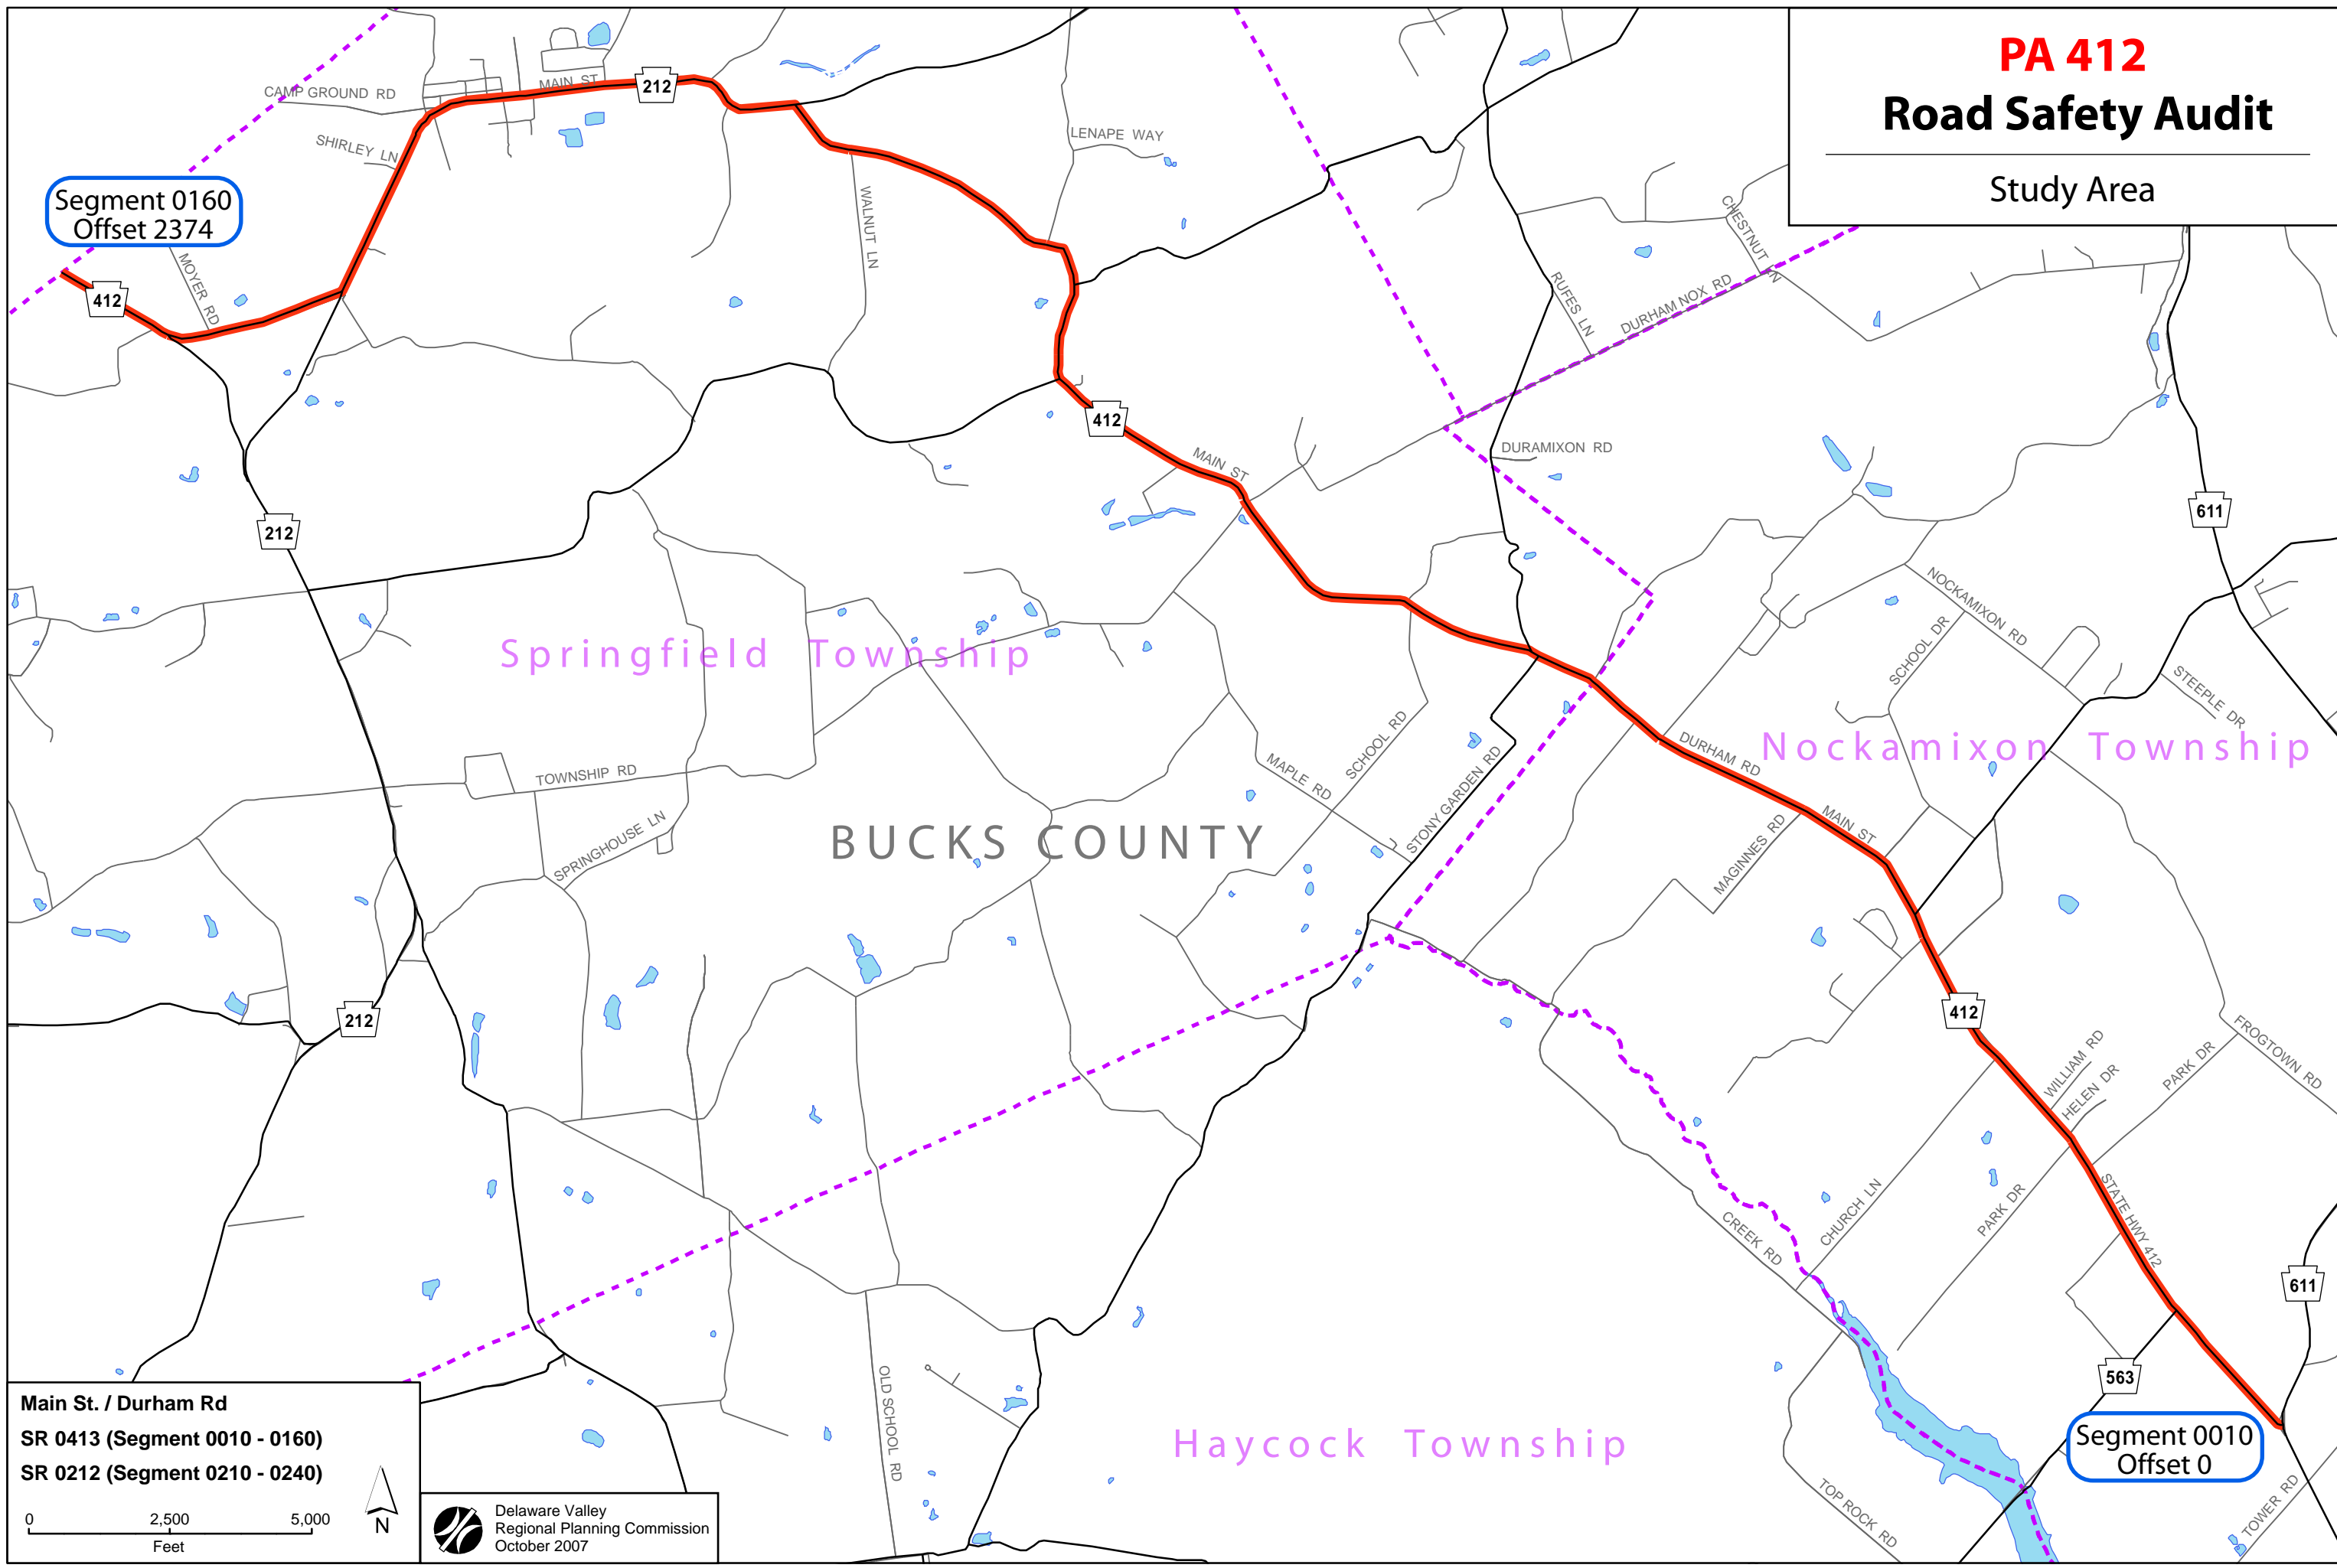 PA 412
Road Safety Audit
Study Area
CAMP GROUND RD
MAIN ST
212
SHIRLEY LN
LENAPE WAY
Segment 0160
Offset 2374
WALNUT LN
CHESTNUT LN
MOYER RD
412
RUFES LN
DURHAM NOX RD
412
MAIN ST
DURAMIXON RD
212
611
NOCKAMIXON RD
SCHOOL DR
Springfield Township
STEEPLE DR
SCHOOL RD
DURHAM RD
Nockamixon Township
MAPLE RD
STONY GARDEN RD
TOWNSHIP RD
MAIN ST
BUCKS COUNTY
SPRINGHOUSE LN
MAGINNES RD
212
412
FROGTOWN RD
WILLIAM RD
HELEN DR
PARK DR
CHURCH LN
PARK DR
STATE HWY 412
CREEK RD
611
563
OLD SCHOOL RD
Haycock Township
Segment 0010
Offset 0
TOP ROCK RD
TOWER RD
Main St. / Durham Rd
SR 0413 (Segment 0010 - 0160)
SR 0212 (Segment 0210 - 0240)
0 2,500 5,000
Feet
N
Delaware Valley
Regional Planning Commission
October 2007